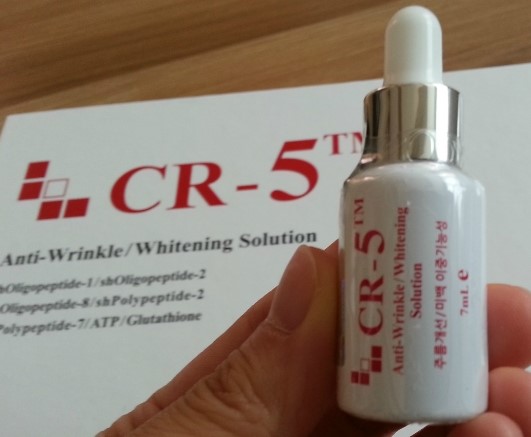 CR-5™
Anti-Wrinkle/Whitening Solution
shOligopeptide-1/shOligopeptide-2
Oligopeptide-8/shPolypeptide-2
Polypeptide-7/ATP/Glutathione
CR-5™
Anti-Wrinkle/Whitening
Solution
주름개선/미백 이중기능성
7mL ℮